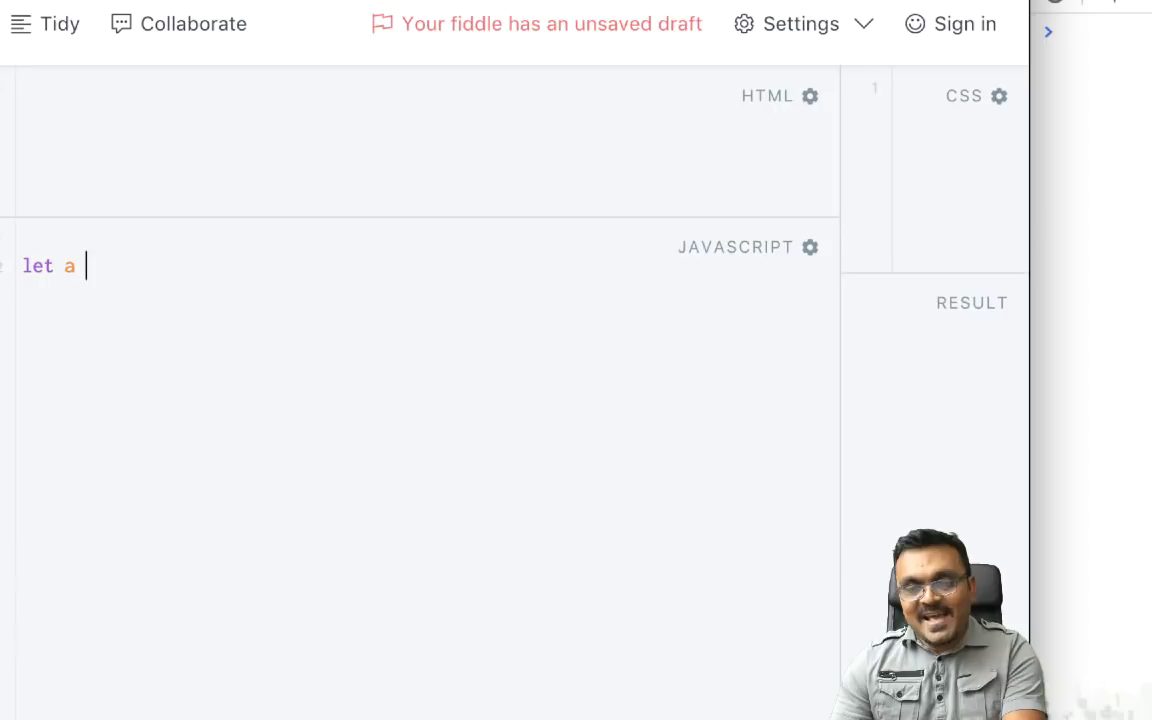 Tidy Collaborate Your fiddle has an unsaved draft Settings Sign in
HTML
1
CSS
JAVASCRIPT
let a
RESULT